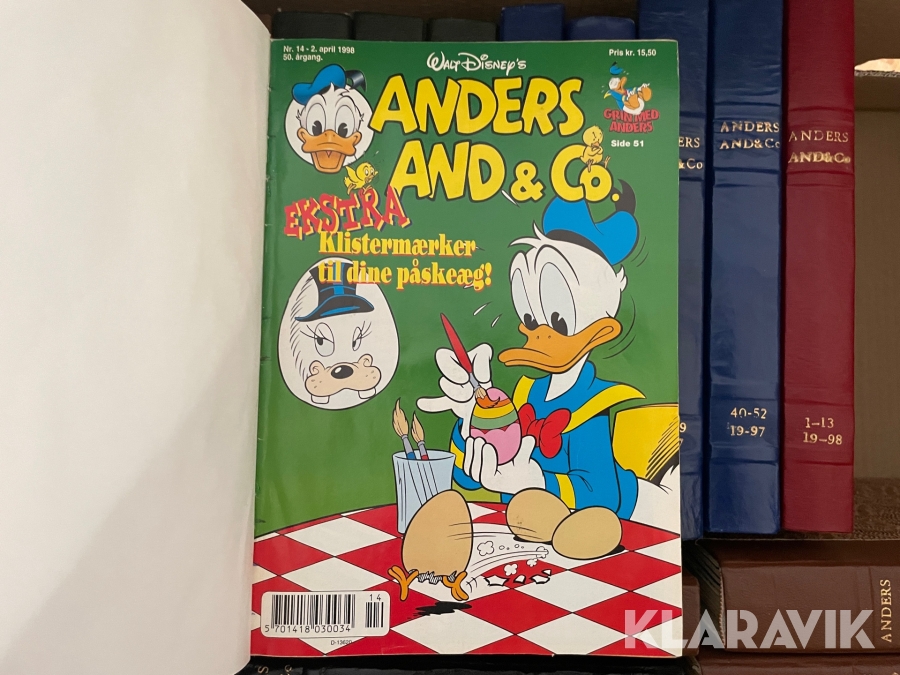 Nr. 14 - 2. april 1998
50. årgang.
WALT DISNEY'S
Pris kr. 15,50
ANDERS
AND & Co.
GRIN MED
ANDERS
Side 51
EKSTRA
Klistermærker
til dine påskeæg!
14
5 701418 030034
ANDERS
AND & Co
40-52
19-97
ANDERS
AND & Co
1-13
19-98
& Co
ANDERS
KLARAVIK